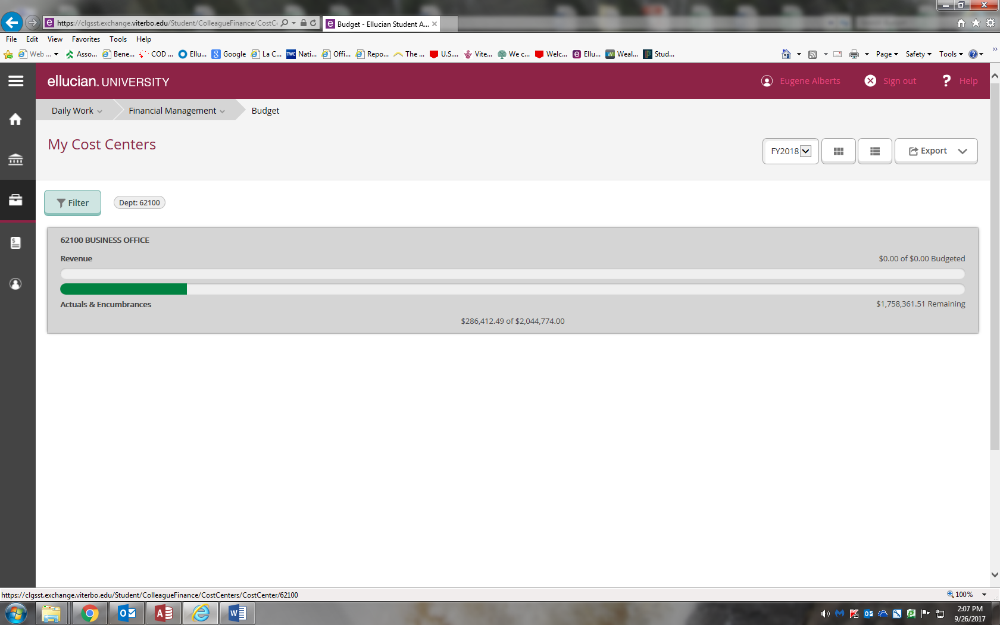 https://clgsst.exchange.viterbo.edu/Student/ColleagueFinance/CostCe
Budget - Ellucian Student A...
File Edit View Favorites Tools Help
Web ... Asso... Bene... COD ... Ellu... Google La C... TWC Nati... Offi... Repo... The ... U.S.... Vite... We c... Welc... Ellu... Weal... Stud... Page Safety Tools
ellucian. UNIVERSITY Eugene Alberts Sign out ? Help
Daily Work Financial Management Budget
My Cost Centers
FY2018 Export
Filter Dept: 62100
62100 BUSINESS OFFICE
Revenue $0.00 of $0.00 Budgeted
Actuals & Encumbrances $1,758,361.51 Remaining
$286,412.49 of $2,044,774.00
https://clgsst.exchange.viterbo.edu/Student/ColleagueFinance/CostCenters/CostCenter/62100
100%
2:07 PM
9/26/2017